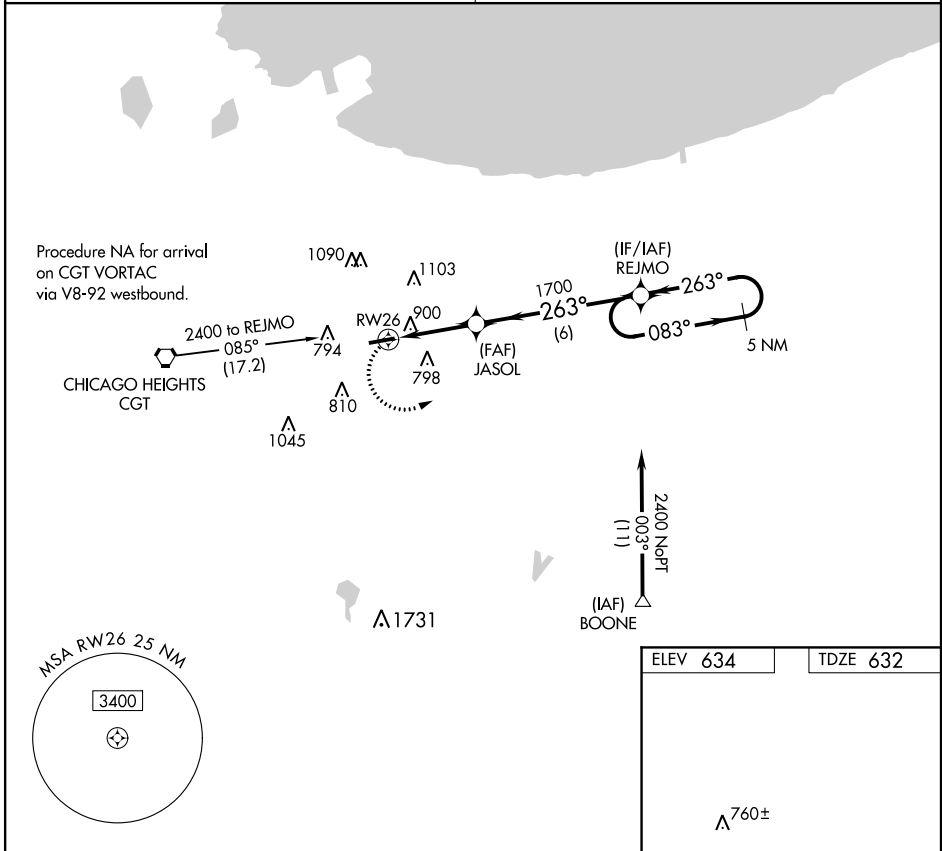 Procedure NA for arrival
on CGT VORTAC
via V8-92 westbound.
1090
1103
(IF/IAF)
REJMO
1700
263°
(6)
263°
083°
5 NM
2400 to REJMO
085°
(17.2)
CHICAGO HEIGHTS
CGT
794
RW26
900
(FAF)
JASOL
798
810
1045
2400 NoPT
003°
(11)
(IAF)
BOONE
1731
MSA RW26 25 NM
3400
ELEV 634
TDZE 632
760±